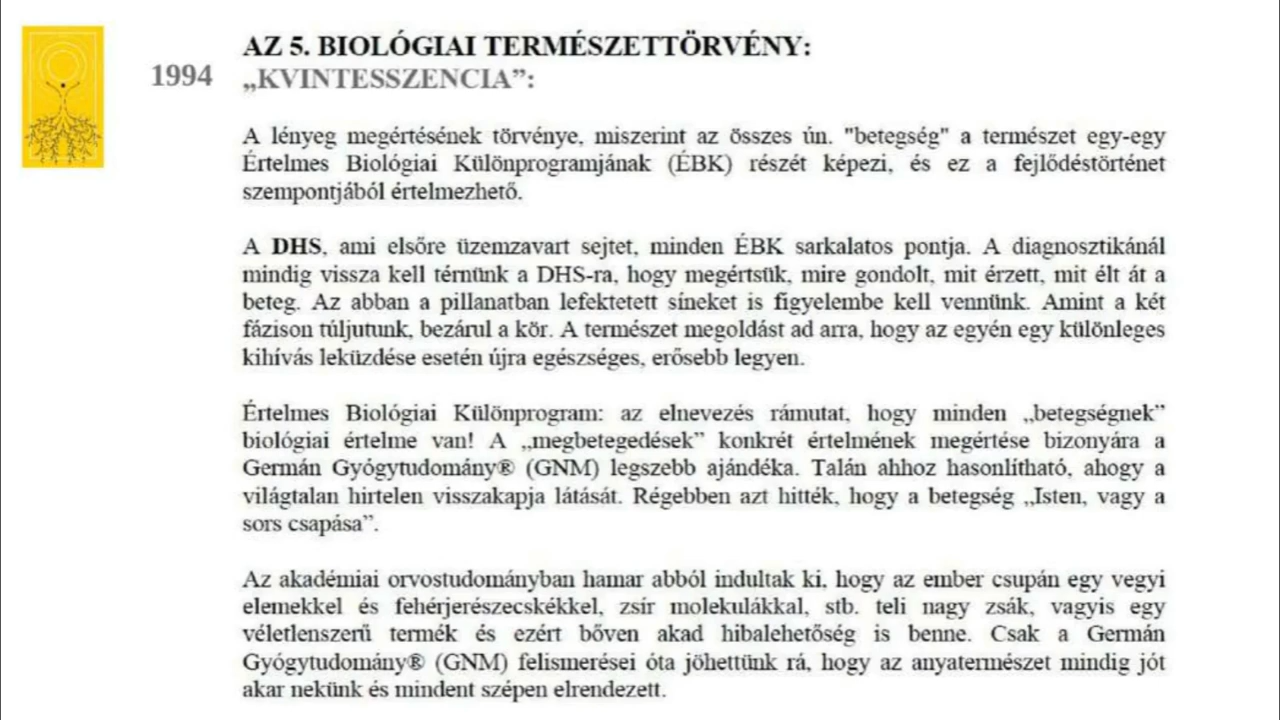 AZ 5. BIOLÓGIAI TERMÉSZETTÖRVÉNY:
1994 „KVINTESSZENCIA”:
A lényeg megértésének törvénye, miszerint az összes ún. "betegség" a természet egy-egy
Értelmes Biológiai Különprogramjának (ÉBK) részét képezi, és ez a fejlődéstörténet
szempontjából értelmezhető.
A DHS, ami elsőre üzemzavart sejtet, minden ÉBK sarkalatos pontja. A diagnosztikánál
mindig vissza kell térnünk a DHS-ra, hogy megértsük, mire gondolt, mit érzett, mit élt át a
beteg. Az abban a pillanatban lefektetett síneket is figyelembe kell vennünk. Amint a két
fázison túljutunk, bezárul a kör. A természet megoldást ad arra, hogy az egyén egy különleges
kihívás leküzdése esetén újra egészséges, erősebb legyen.
Értelmes Biológiai Különprogram: az elnevezés rámutat, hogy minden „betegségnek”
biológiai értelme van! A „megbetegedések” konkrét értelmének megértése bizonyára a
Germán Gyógytudomány® (GNM) legszebb ajándéka. Talán ahhoz hasonlítható, ahogy a
világtalan hirtelen visszakapja látását. Régebben azt hitték, hogy a betegség „Isten, vagy a
sors csapása”.
Az akadémiai orvostudományban hamar abból indultak ki, hogy az ember csupán egy vegyi
elemekkel és fehérjerészecskékkel, zsír molekulákkal, stb. teli nagy zsák, vagyis egy
véletlenszerű termék és ezért bőven akad hibalehetőség is benne. Csak a Germán
Gyógytudomány® (GNM) felismerései óta jöhettünk rá, hogy az anyatermészet mindig jót
akar nekünk és mindent szépen elrendezett.